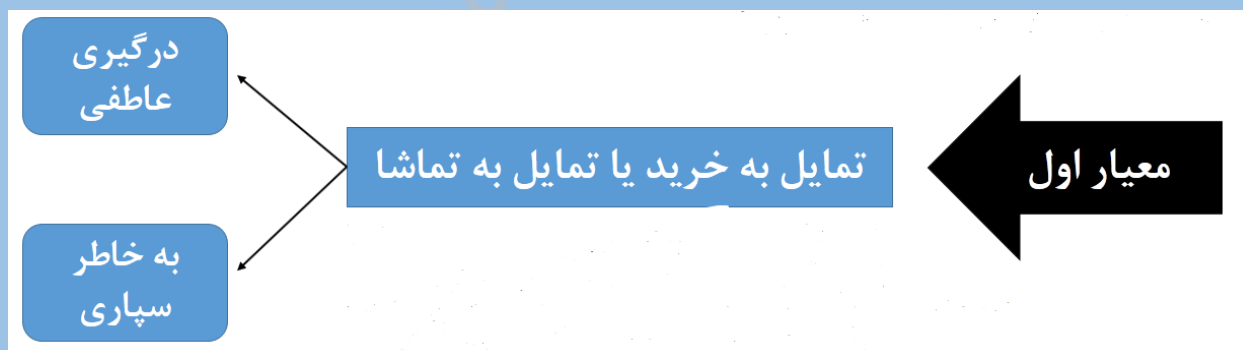 معیار اول
تمایل به خرید یا تمایل به تماشا
درگیری
عاطفی
به خاطر
سپاری